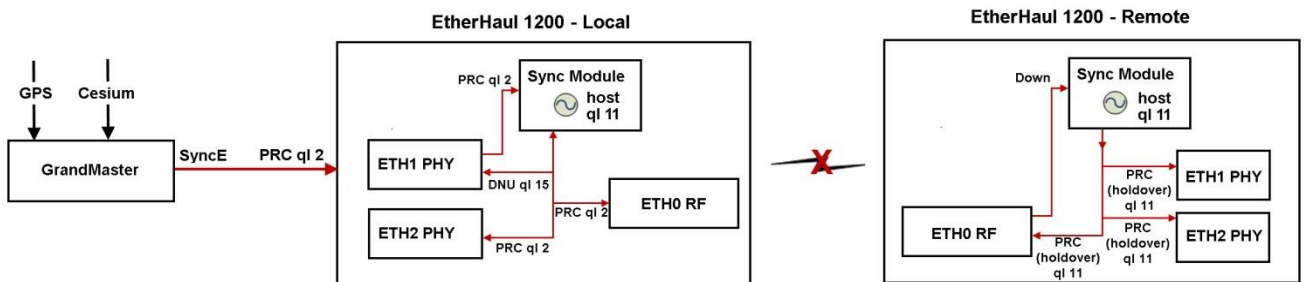 EtherHaul 1200 - Local
EtherHaul 1200 - Remote
GPS
Cesium
GrandMaster
SyncE
PRC ql 2
PRC ql 2
Sync Module
host
ql 11
ETH1 PHY
DNU ql 15
PRC ql 2
ETH0 RF
ETH2 PHY
PRC ql 2
X
Down
Sync Module
host
ql 11
ETH1 PHY
PRC
(holdover)
ql 11
ETH2 PHY
PRC
(holdover)
ql 11
ETH0 RF
PRC
(holdover)
ql 11